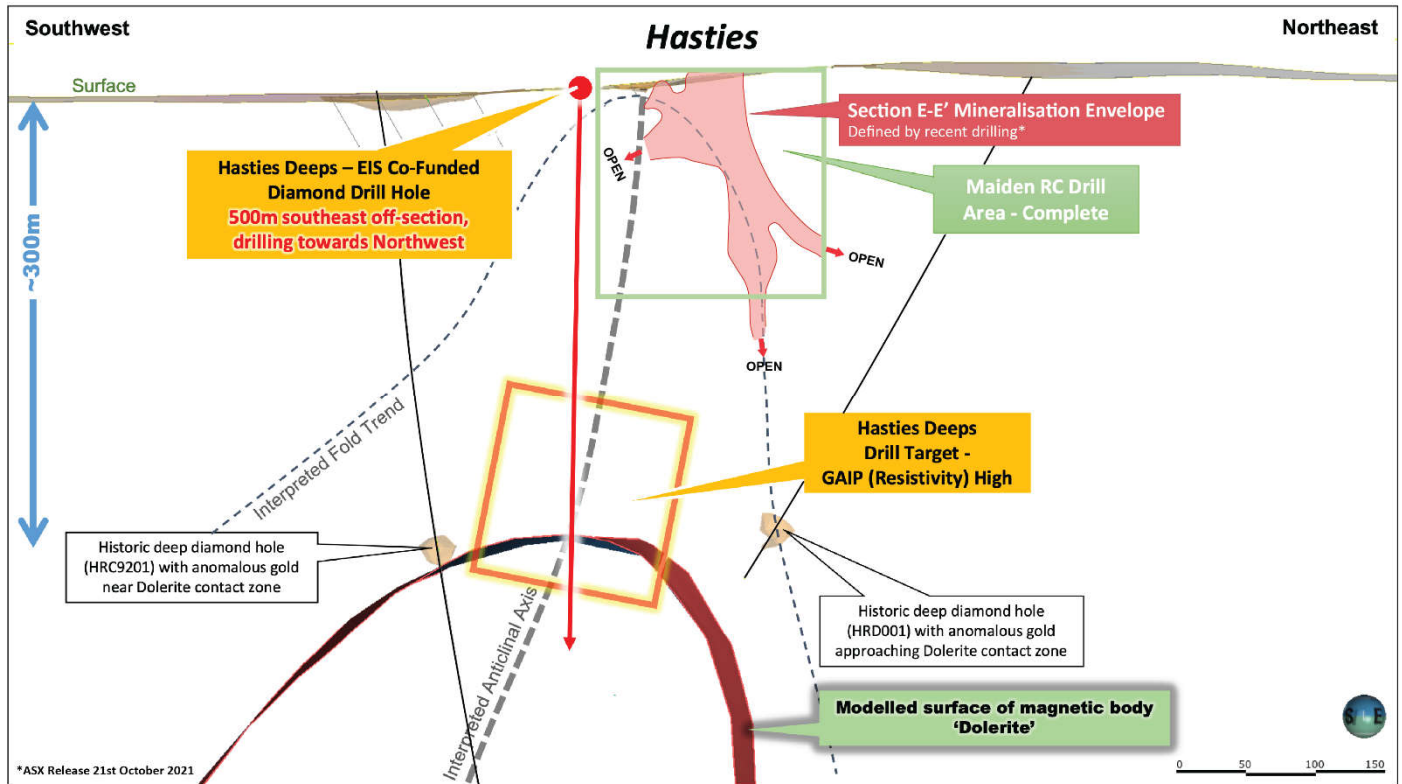 Southwest
Hasties
Northeast
Surface
~300m
Hasties Deeps – EIS Co-Funded
Diamond Drill Hole
500m southeast off-section,
drilling towards Northwest
OPEN
Section E-E’ Mineralisation Envelope
Defined by recent drilling*
Maiden RC Drill
Area - Complete
OPEN
OPEN
Interpreted Fold Trend
Hasties Deeps
Drill Target -
GAIP (Resistivity) High
Historic deep diamond hole
(HRC9201) with anomalous gold
near Dolerite contact zone
Historic deep diamond hole
(HRD001) with anomalous gold
approaching Dolerite contact zone
Interpreted Anticlinal Axis
Modelled surface of magnetic body
‘Dolerite’
S E
*ASX Release 21st October 2021
0 50 100 150